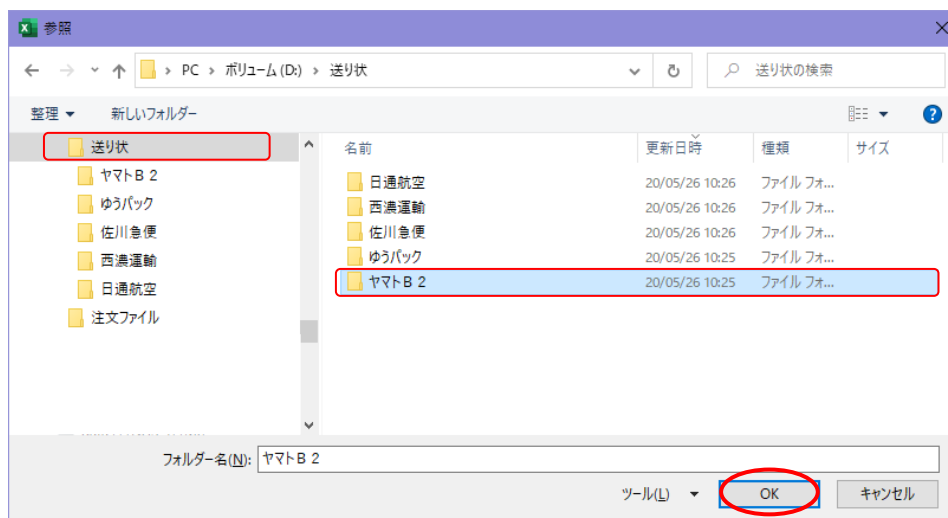 参照
PC › ボリューム (D:) › 送り状
送り状の検索
整理 ▼ 新しいフォルダー
送り状
ヤマトB2
ゆうパック
佐川急便
西濃運輸
日通航空
注文ファイル
名前 更新日時 種類 サイズ
日通航空 20/05/26 10:26 ファイル フォ...
西濃運輸 20/05/26 10:26 ファイル フォ...
佐川急便 20/05/26 10:26 ファイル フォ...
ゆうパック 20/05/26 10:25 ファイル フォ...
ヤマトB2 20/05/26 10:25 ファイル フォ...
フォルダー名(N): ヤマトB2
ツール(L) ▼ OK キャンセル